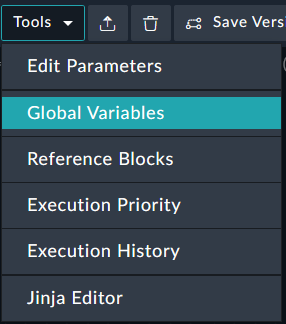 Tools Save Vers
Edit Parameters
Global Variables
Reference Blocks
Execution Priority
Execution History
Jinja Editor